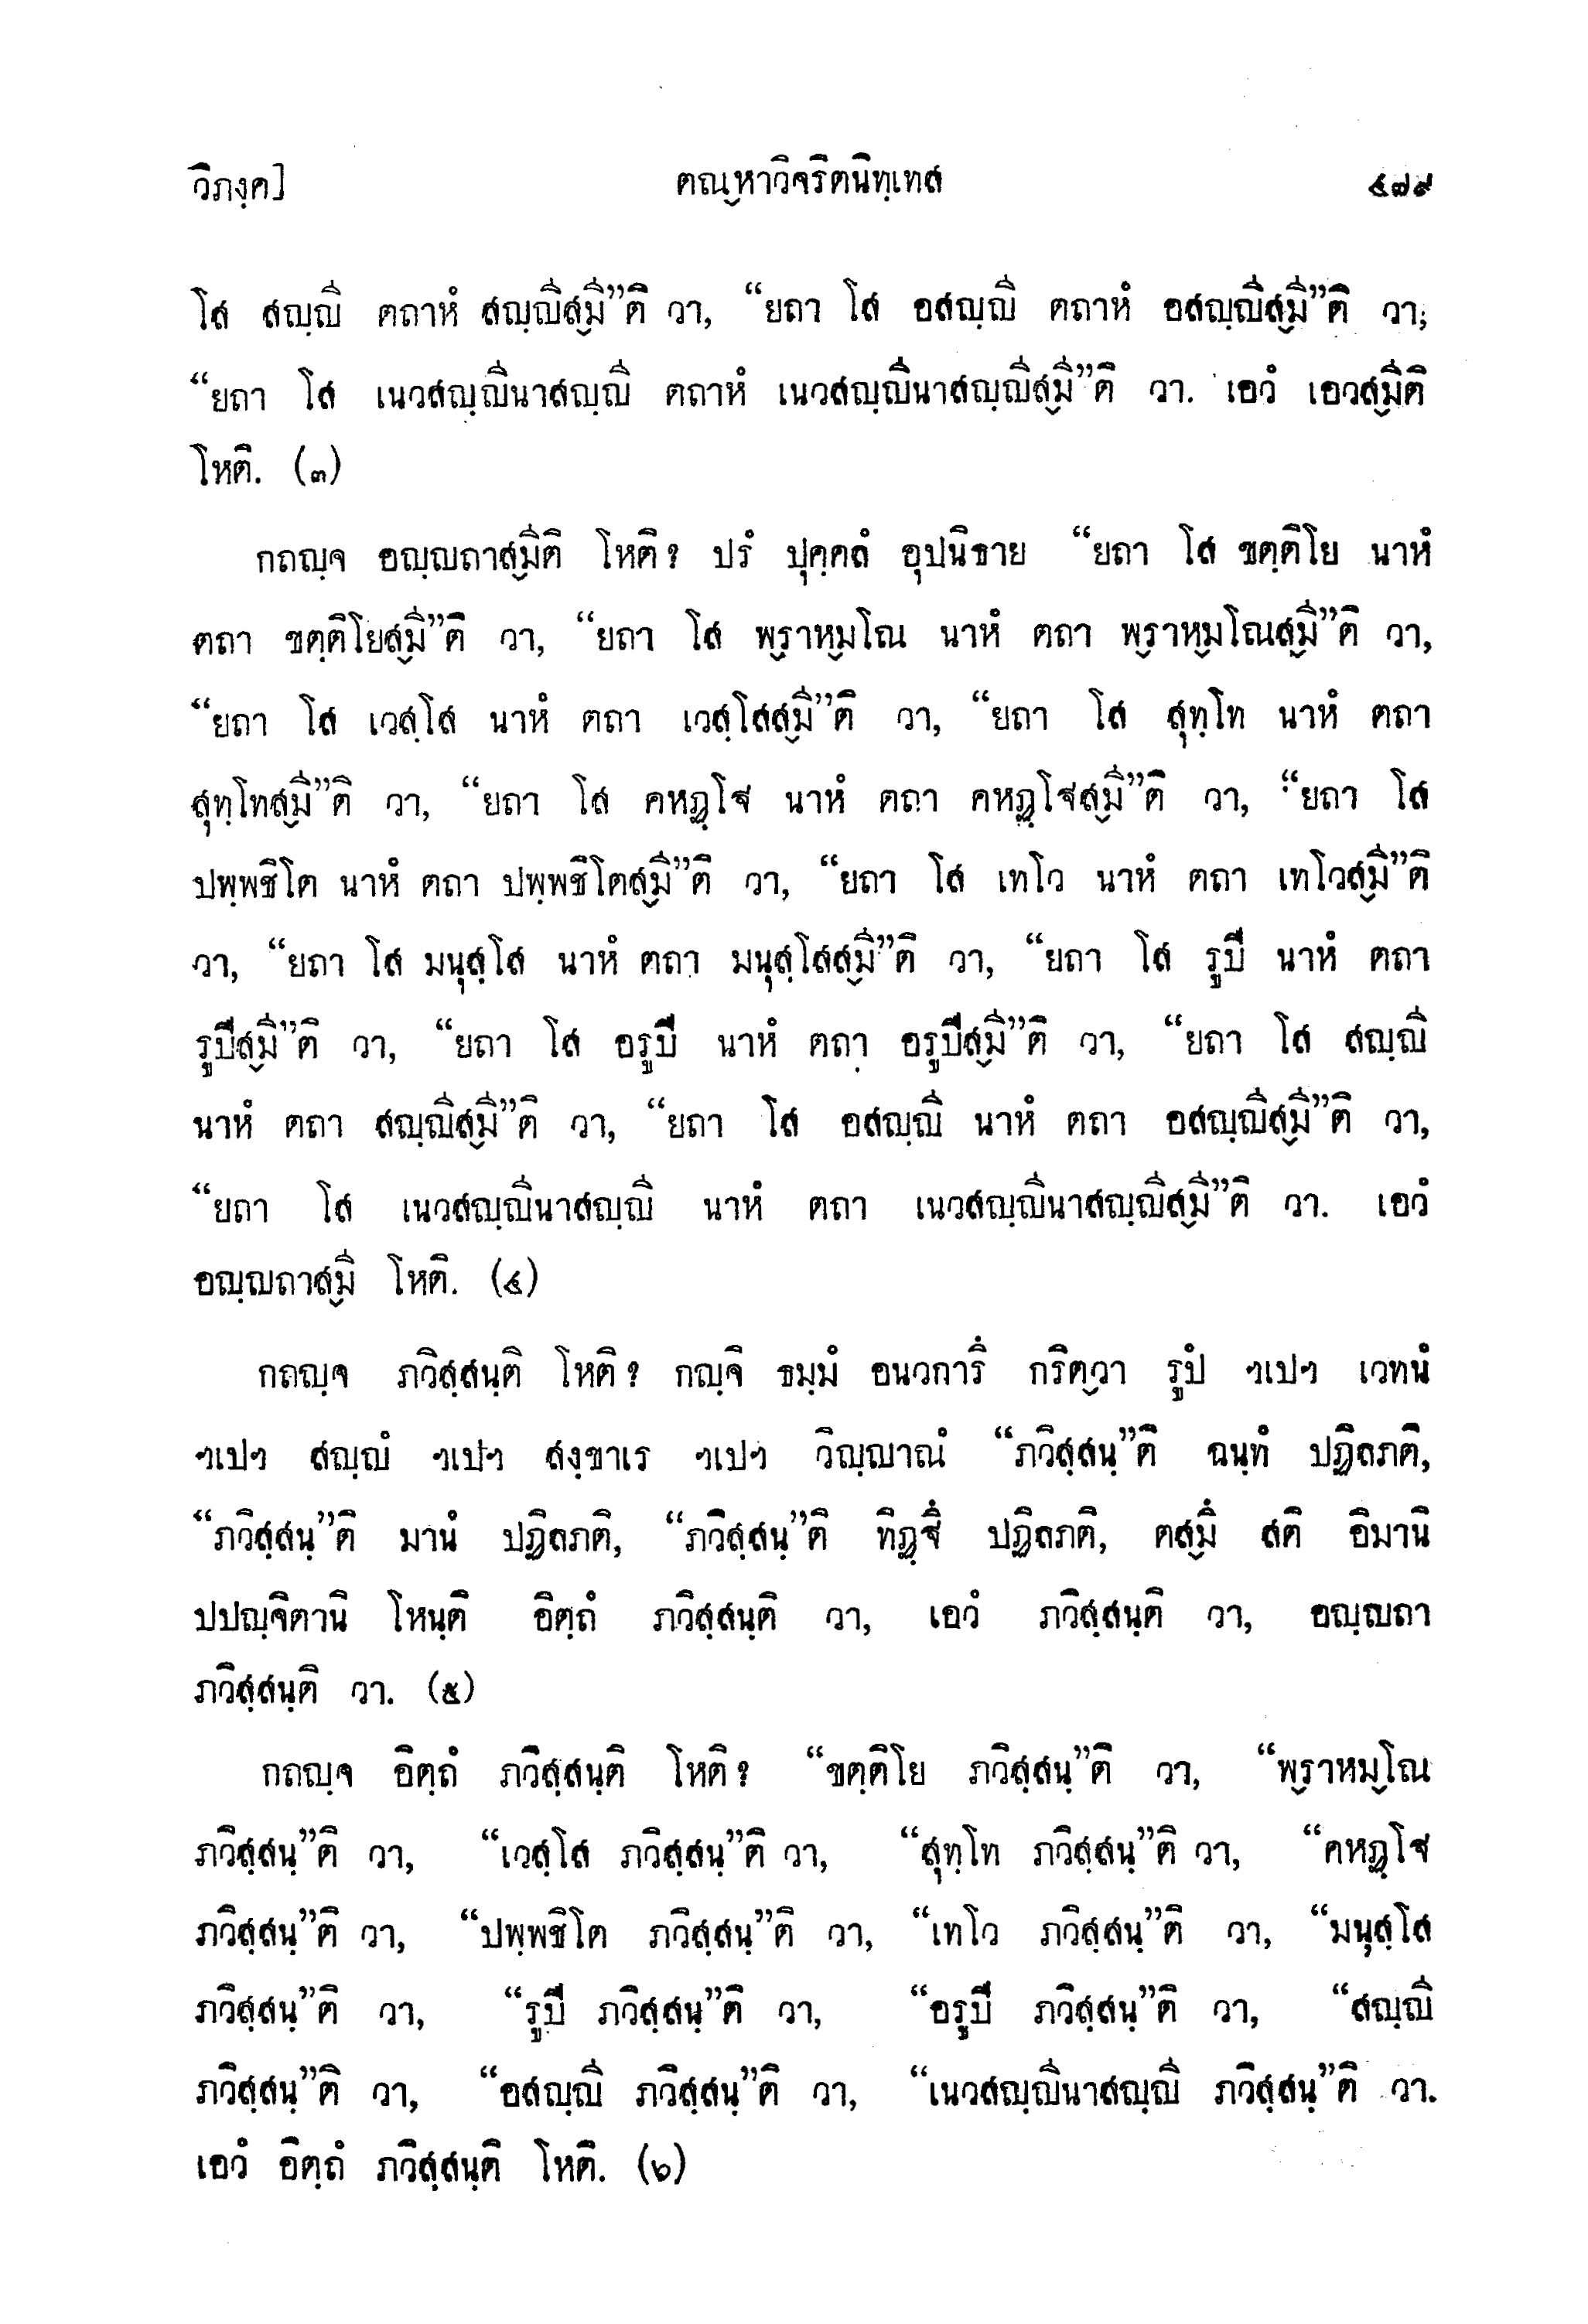 วิภงฺค]
ตณฺหาวิจริตนิทฺเทส
๔๗๙
โส สญฺญี ตถาหํ สญฺญีสฺมี”ติ วา, “ยถา โส อสญฺญี ตถาหํ อสญฺญีสฺมี”ติ วา,
“ยถา โส เนวสญฺญีนาสญฺญี ตถาหํ เนวสญฺญีนาสญฺญีสฺมี”ติ วา. เอวํ เอวสฺมีติ
โหติ. (๓)
กถญฺจ อญฺญถาสฺมีติ โหติ? ปรํ ปุคฺคลํ อุปนิธาย “ยถา โส ขตฺติโย นาหํ
ตถา ขตฺติโยสฺมี”ติ วา, “ยถา โส พฺราหฺมโณ นาหํ ตถา พฺราหฺมโณสฺมี”ติ วา,
“ยถา โส เวสฺโส นาหํ ตถา เวสฺโสสฺมี”ติ วา, “ยถา โส สุทฺโท นาหํ ตถา
สุทฺโทสฺมี”ติ วา, “ยถา โส คหฏฺโฐ นาหํ ตถา คหฏฺโฐสฺมี”ติ วา, “ยถา โส
ปพฺพชิโต นาหํ ตถา ปพฺพชิโตสฺมี”ติ วา, “ยถา โส เทโว นาหํ ตถา เทโวสฺมี”ติ
วา, “ยถา โส มนุสฺโส นาหํ ตถา มนุสฺโสสฺมี”ติ วา, “ยถา โส รูปี นาหํ ตถา
รูปีสฺมี”ติ วา, “ยถา โส อรูปี นาหํ ตถา อรูปีสฺมี”ติ วา, “ยถา โส สญฺญี
นาหํ ตถา สญฺญีสฺมี”ติ วา, “ยถา โส อสญฺญี นาหํ ตถา อสญฺญีสฺมี”ติ วา,
“ยถา โส เนวสญฺญีนาสญฺญี นาหํ ตถา เนวสญฺญีนาสญฺญีสฺมี”ติ วา. เอวํ
อญฺญถาสฺมี โหติ. (๔)
กถญฺจ ภวิสฺสนฺติ โหติ? กญฺจิ ธมฺมํ อนวการึ กริตฺวา รูปํ ฯเปฯ เวทนํ
ฯเปฯ สญฺญํ ฯเปฯ สงฺขาเร ฯเปฯ วิญฺญาณํ “ภวิสฺสนฺ”ติ ฉนฺทํ ปฏิลภติ,
“ภวิสฺสนฺ”ติ มานํ ปฏิลภติ, “ภวิสฺสนฺ”ติ ทิฏฺฐึ ปฏิลภติ, ตสฺมึ สติ อิมานิ
ปปญฺจิตานิ โหนฺติ อิตฺถํ ภวิสฺสนฺติ วา, เอวํ ภวิสฺสนฺติ วา, อญฺญถา
ภวิสฺสนฺติ วา. (๕)
กถญฺจ อิตฺถํ ภวิสฺสนฺติ โหติ? “ขตฺติโย ภวิสฺสนฺ”ติ วา, “พฺราหฺมโณ
ภวิสฺสนฺ”ติ วา, “เวสฺโส ภวิสฺสนฺ”ติ วา, “สุทฺโท ภวิสฺสนฺ”ติ วา, “คหฏฺโฐ
ภวิสฺสนฺ”ติ วา, “ปพฺพชิโต ภวิสฺสนฺ”ติ วา, “เทโว ภวิสฺสนฺ”ติ วา, “มนุสฺโส
ภวิสฺสนฺ”ติ วา, “รูปี ภวิสฺสนฺ”ติ วา, “อรูปี ภวิสฺสนฺ”ติ วา, “สญฺญี
ภวิสฺสนฺ”ติ วา, “อสญฺญี ภวิสฺสนฺ”ติ วา, “เนวสญฺญีนาสญฺญี ภวิสฺสนฺ”ติ วา.
เอวํ อิตฺถํ ภวิสฺสนฺติ โหติ. (๖)